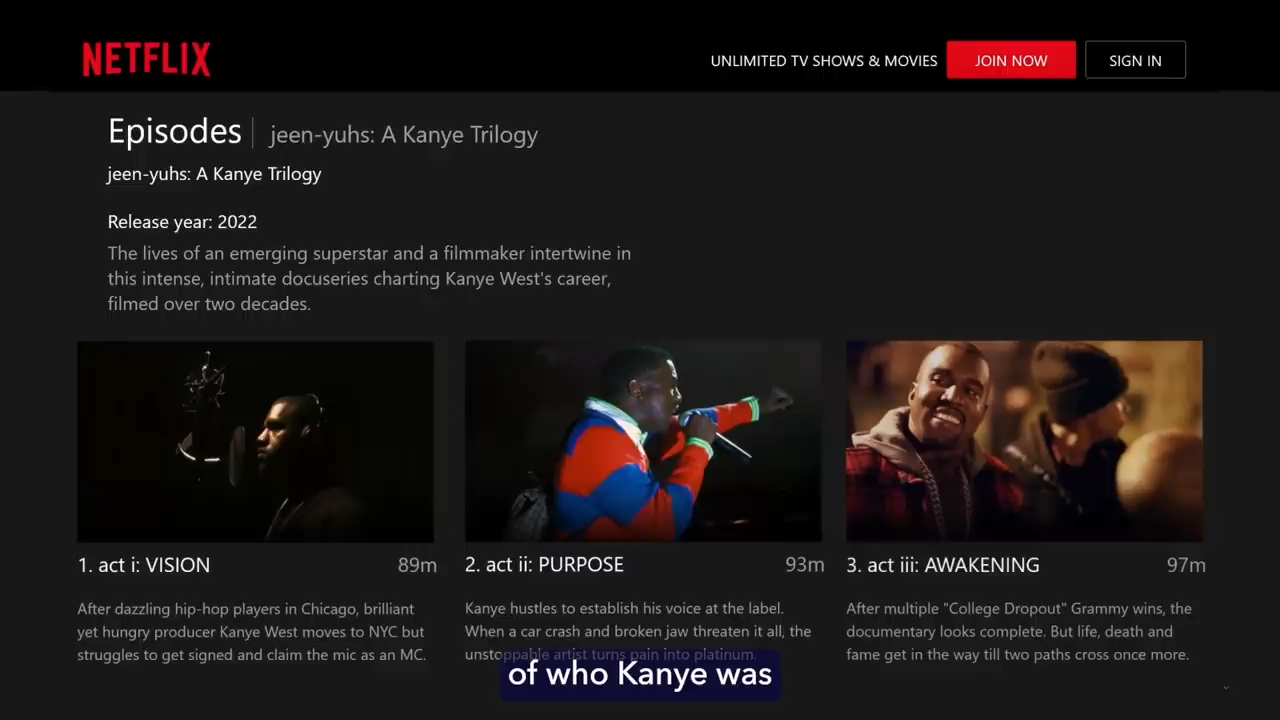 NETFLIX
UNLIMITED TV SHOWS & MOVIES
JOIN NOW
SIGN IN
Episodes
jeen-yuhs: A Kanye Trilogy
jeen-yuhs: A Kanye Trilogy
Release year: 2022
The lives of an emerging superstar and a filmmaker intertwine in
this intense, intimate docuseries charting Kanye West's career,
filmed over two decades.
1. act i: VISION
89m
After dazzling hip-hop players in Chicago, brilliant
yet hungry producer Kanye West moves to NYC but
struggles to get signed and claim the mic as an MC.
2. act ii: PURPOSE
93m
Kanye hustles to establish his voice at the label.
When a car crash and broken jaw threaten it all, the
unstoppable artist turns pain into platinum.
3. act iii: AWAKENING
97m
After multiple "College Dropout" Grammy wins, the
documentary looks complete. But life, death and
fame get in the way till two paths cross once more.
of who Kanye was